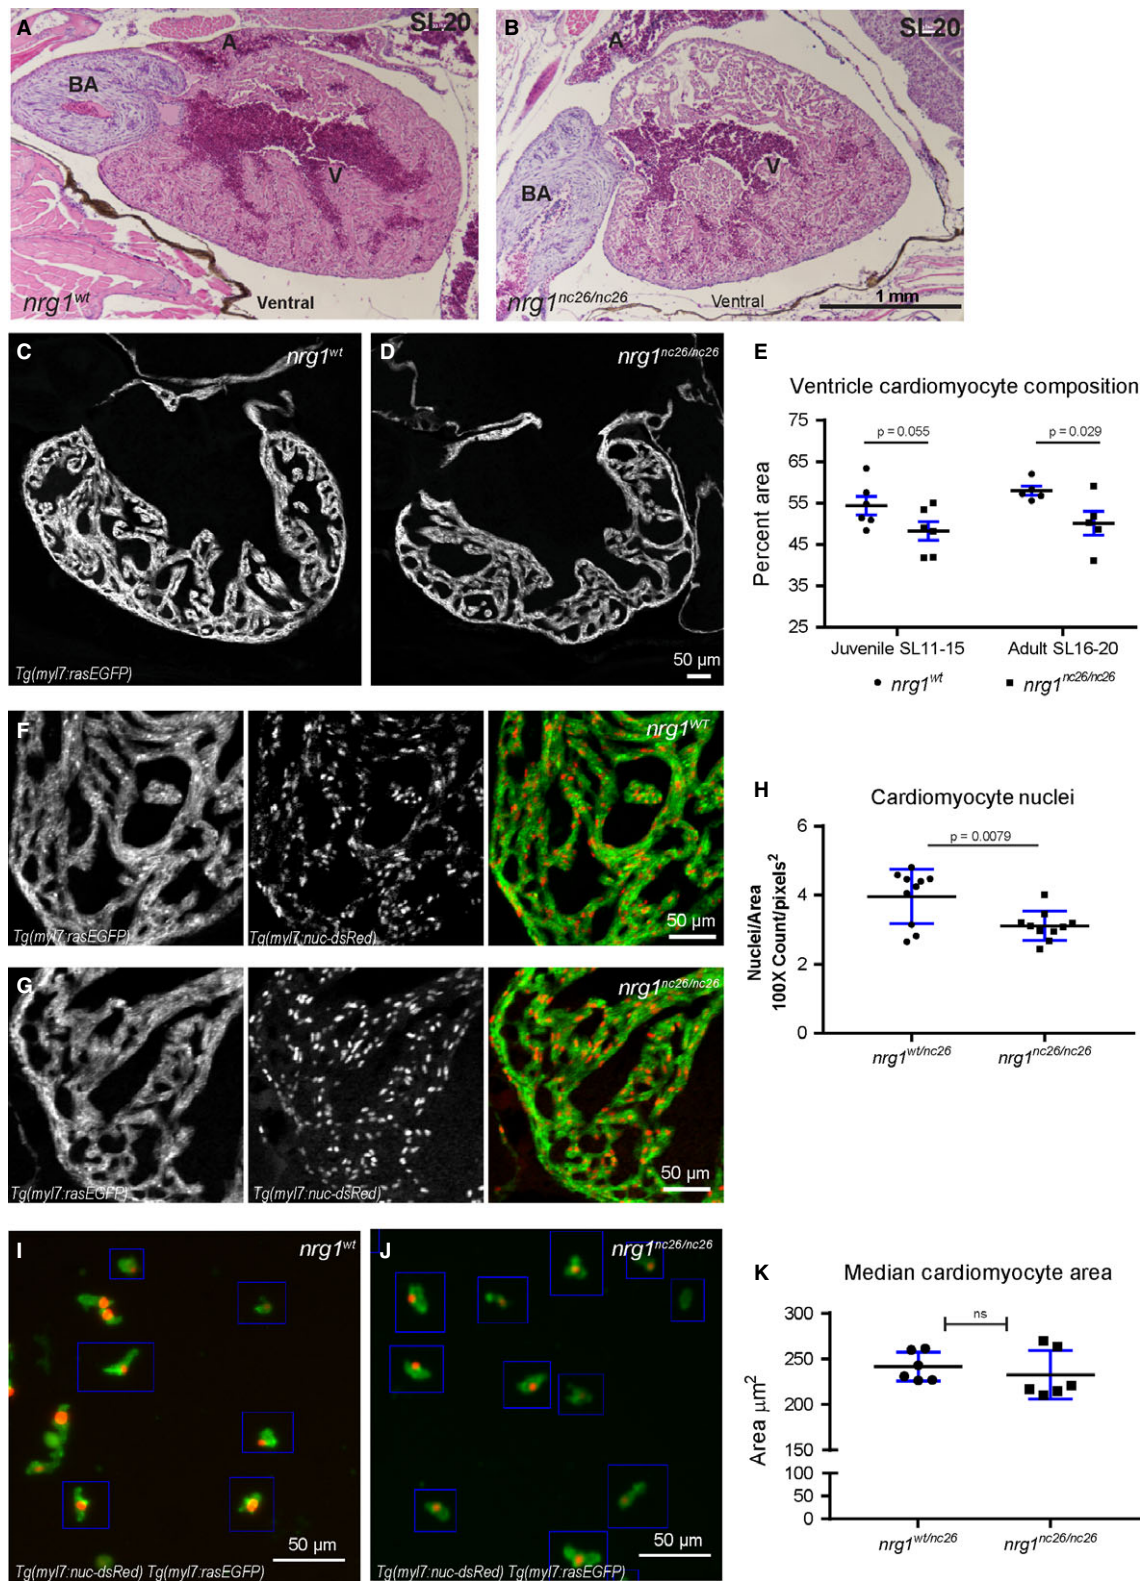 A
SL20
A
BA
V
nrg1wt
Ventral
B
SL20
A
BA
V
nrg1nc26/nc26
Ventral
1 mm
C
nrg1wt
Tg(myl7:rasEGFP)
D
nrg1nc26/nc26
50 µm
E
Ventricle cardiomyocyte composition
Percent area
75
65
55
45
35
25
p = 0.055
p = 0.029
Juvenile SL11-15
Adult SL16-20
nrg1wt
nrg1nc26/nc26
F
nrg1WT
Tg(myl7:rasEGFP)
Tg(myl7:nuc-dsRed)
50 µm
G
nrg1nc26/nc26
Tg(myl7:rasEGFP)
Tg(myl7:nuc-dsRed)
50 µm
H
Cardiomyocyte nuclei
Nuclei/Area
100X Count/pixels2
6
4
2
0
p = 0.0079
nrg1wt/nc26
nrg1nc26/nc26
I
nrg1wt
50 µm
Tg(myl7:nuc-dsRed) Tg(myl7:rasEGFP)
J
nrg1nc26/nc26
50 µm
Tg(myl7:nuc-dsRed) Tg(myl7:rasEGFP)
K
Median cardiomyocyte area
Area µm2
300
250
200
150
100
50
0
ns
nrg1wt/nc26
nrg1nc26/nc26